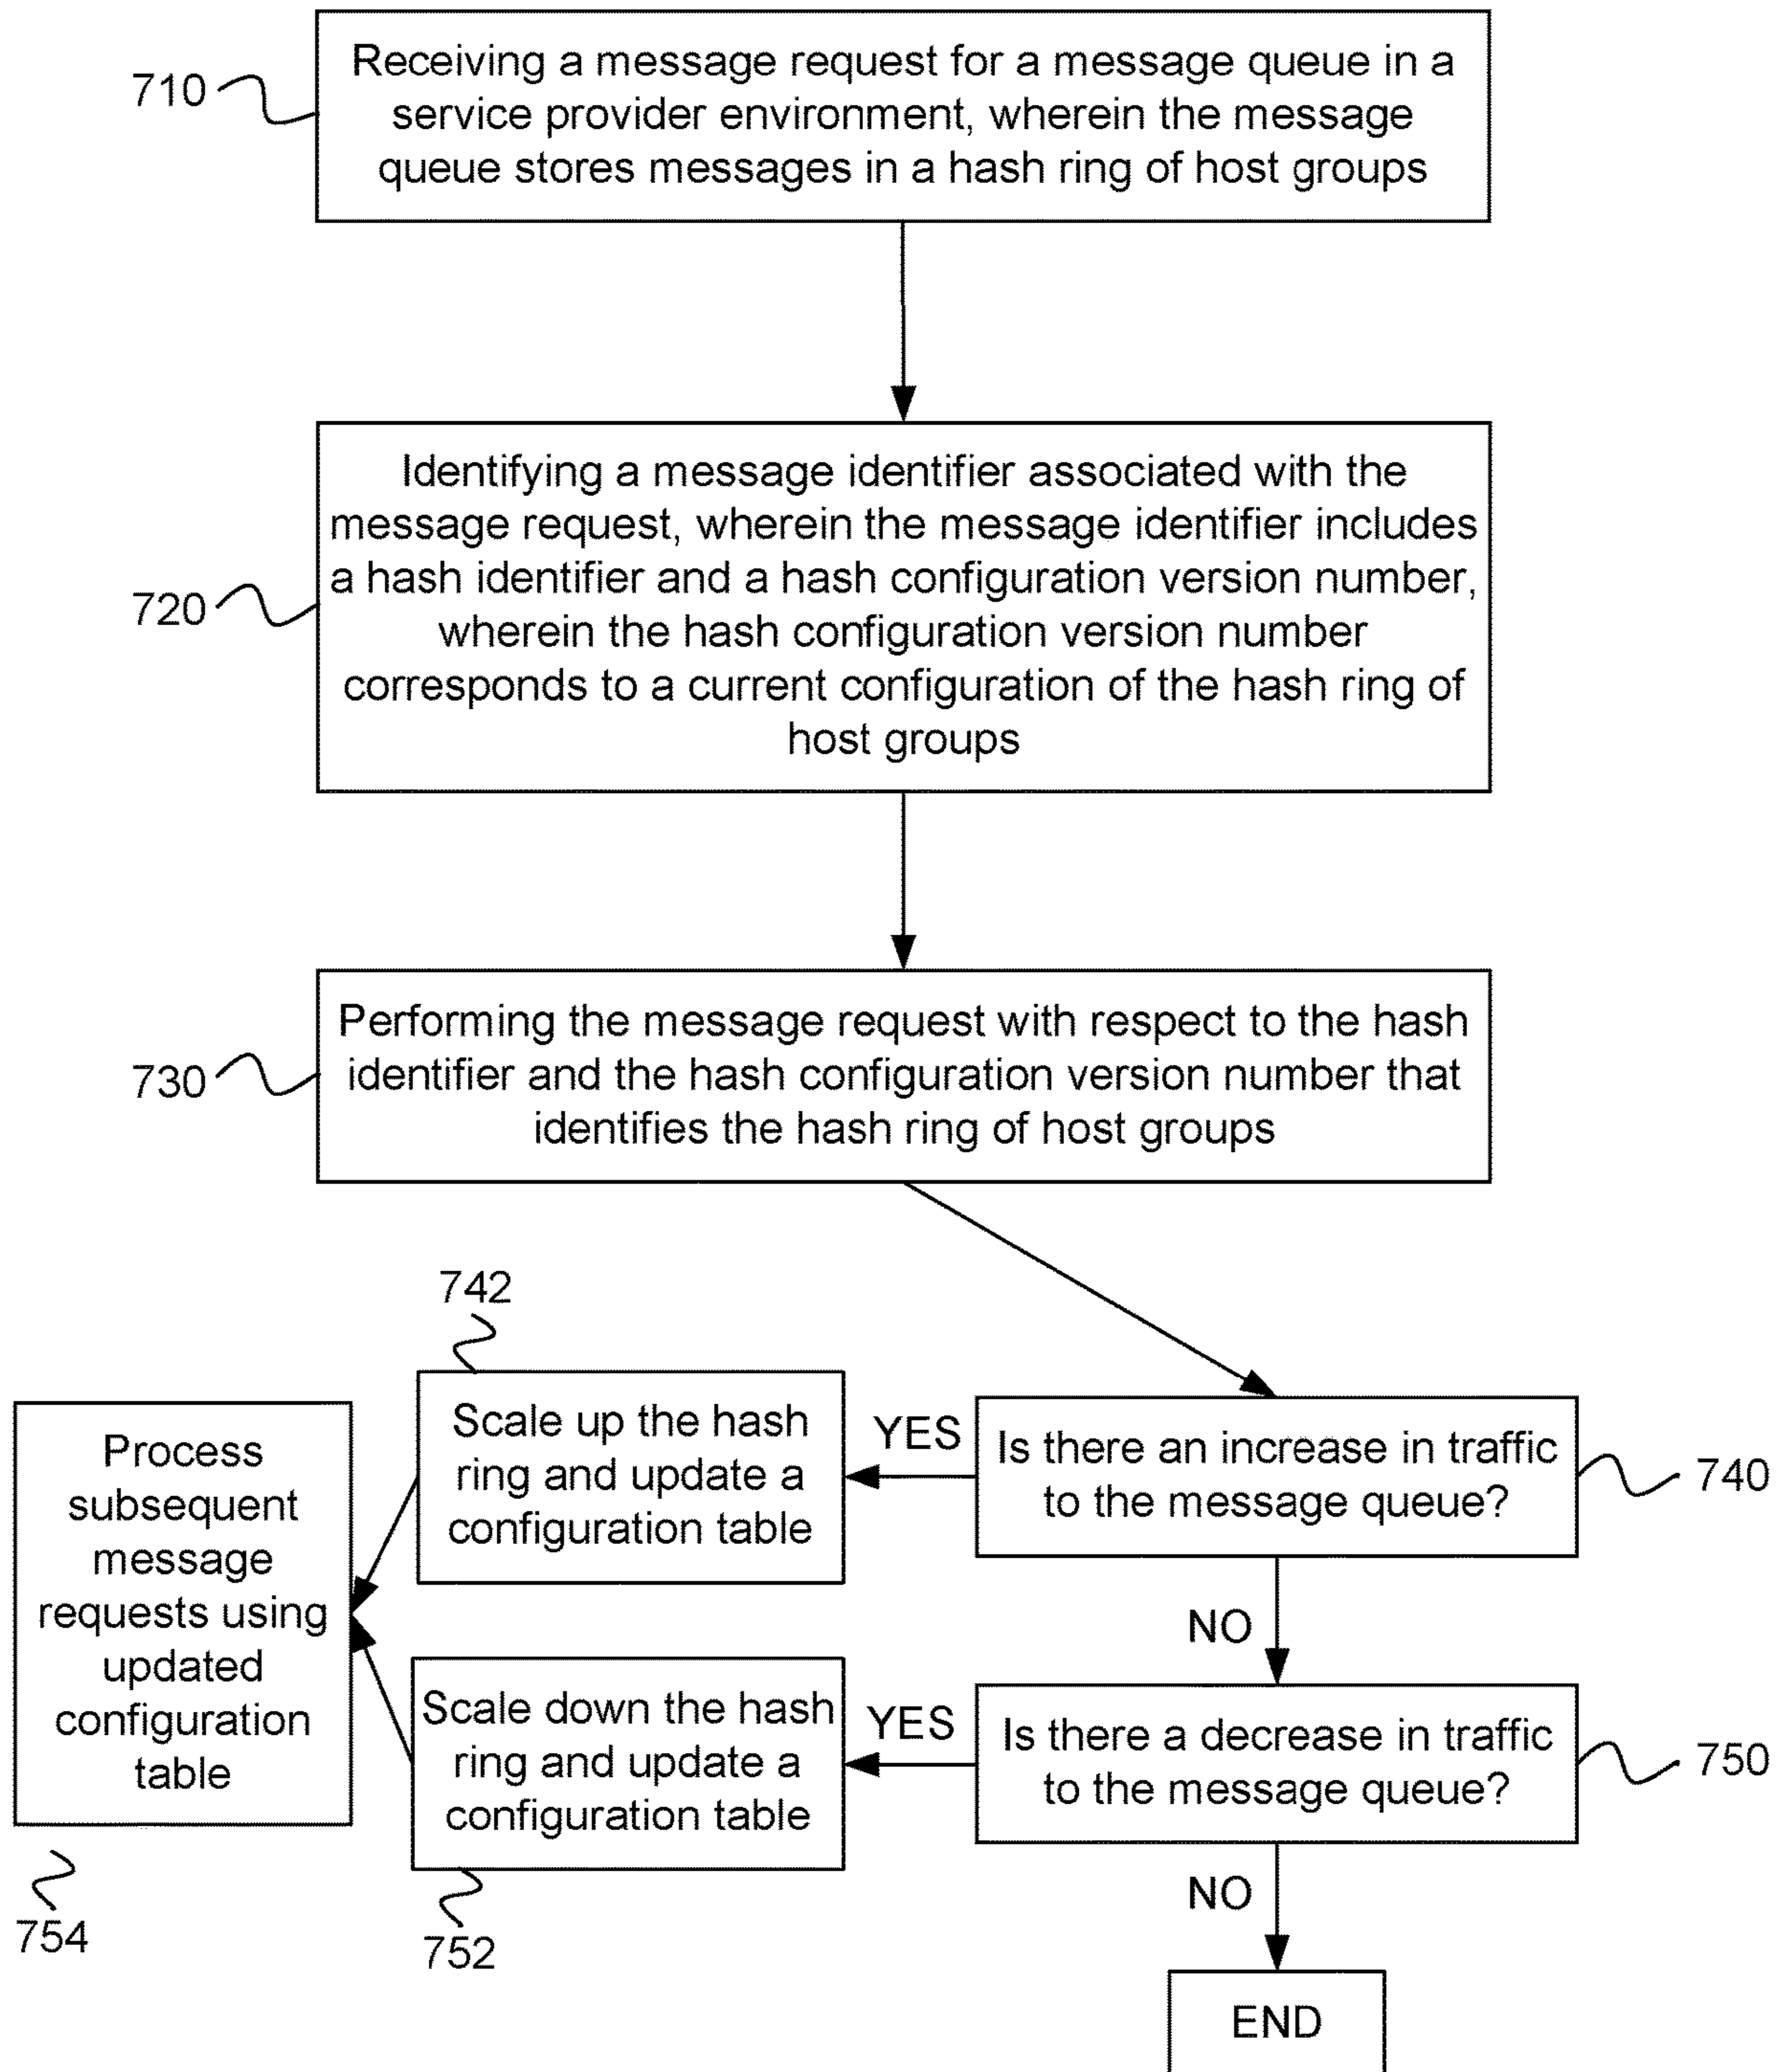 Receiving a message request for a message queue in a
service provider environment, wherein the message
queue stores messages in a hash ring of host groups
710
Identifying a message identifier associated with the
message request, wherein the message identifier includes
a hash identifier and a hash configuration version number,
wherein the hash configuration version number
corresponds to a current configuration of the hash ring of
host groups
720
Performing the message request with respect to the hash
identifier and the hash configuration version number that
identifies the hash ring of host groups
730
Is there an increase in traffic
to the message queue?
740
YES
742
Scale up the hash
ring and update a
configuration table
NO
Is there a decrease in traffic
to the message queue?
750
YES
Scale down the hash
ring and update a
configuration table
752
Process
subsequent
message
requests using
updated
configuration
table
754
NO
END